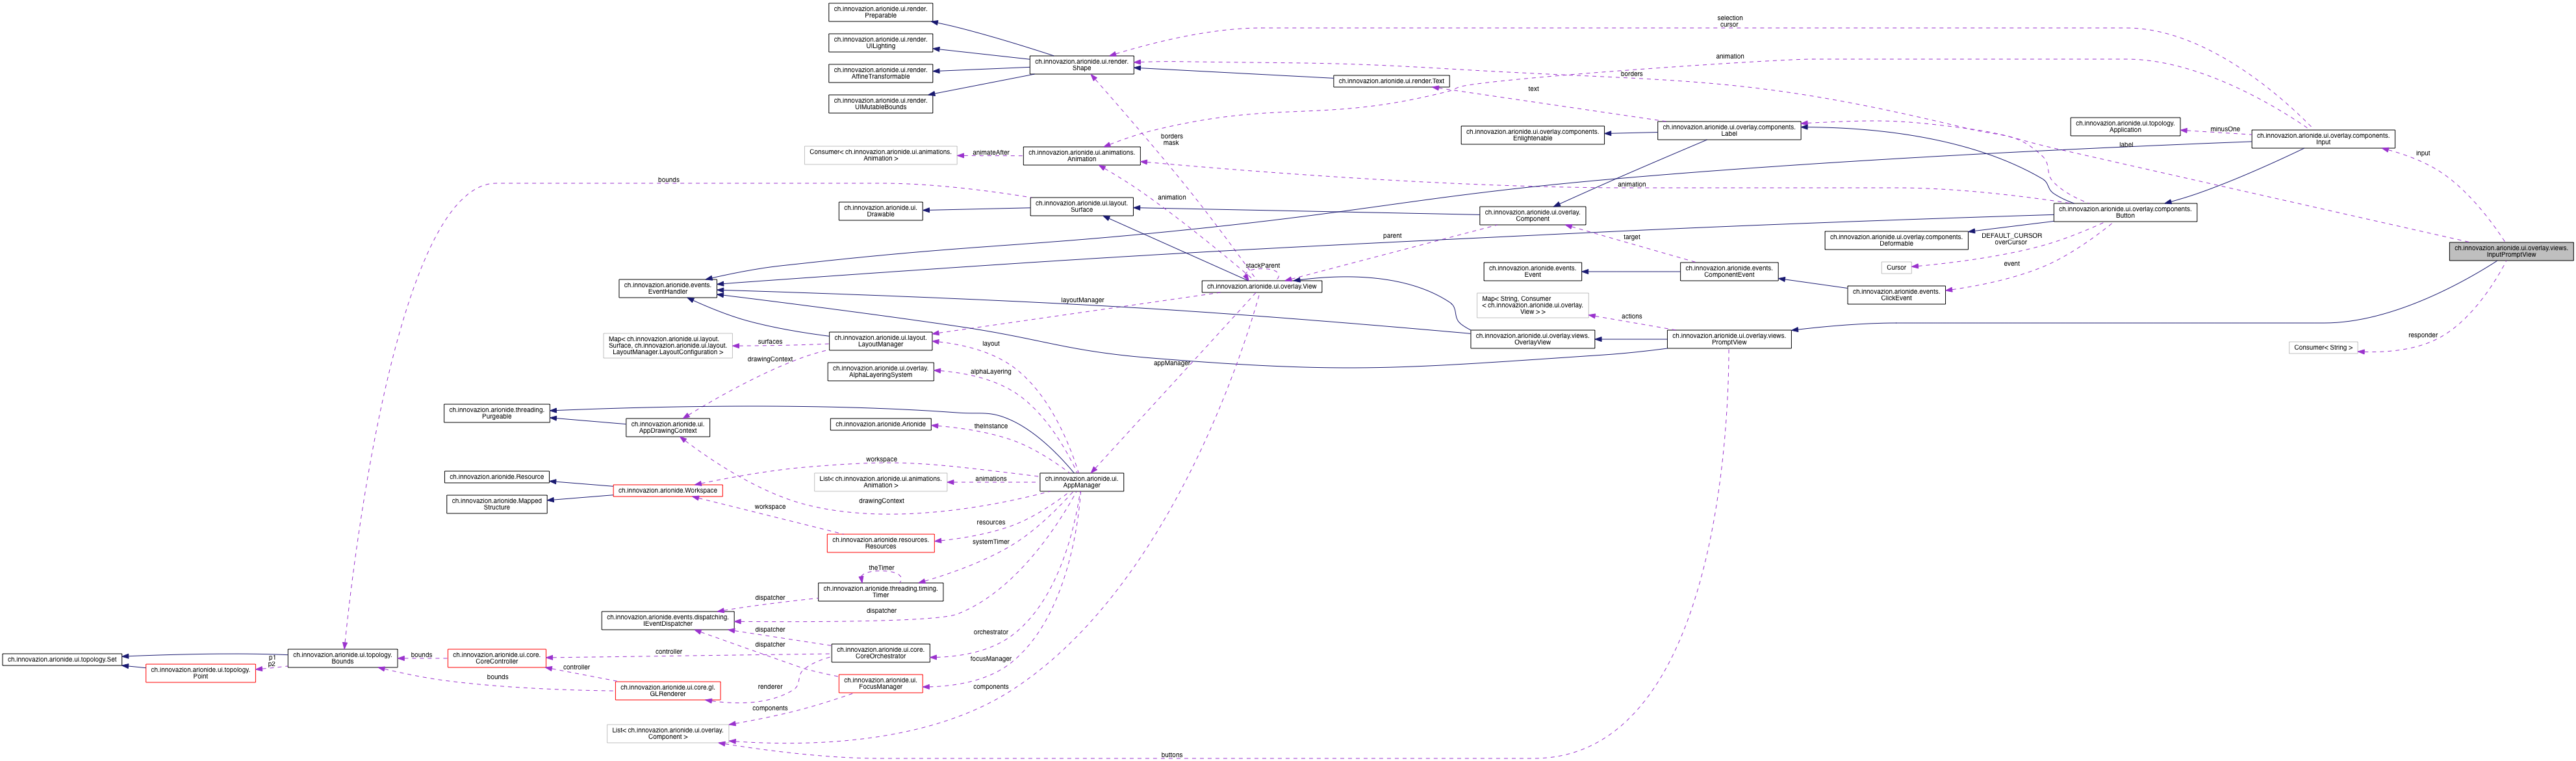 ch.innovazion.arionide.ui.render.
Preparable
ch.innovazion.arionide.ui.render.
UILighting
ch.innovazion.arionide.ui.render.
AffineTransformable
ch.innovazion.arionide.ui.render.
UIMutableBounds
ch.innovazion.arionide.ui.render.
Shape
ch.innovazion.arionide.ui.render.Text
selection
cursor
animation
borders
text
borders
mask
ch.innovazion.arionide.ui.overlay.components.
Enlightenable
ch.innovazion.arionide.ui.overlay.components.
Label
ch.innovazion.arionide.ui.topology.
Application
minusOne
ch.innovazion.arionide.ui.overlay.components.
Input
label
input
Consumer< ch.innovazion.arionide.ui.animations.
Animation >
animateAfter
ch.innovazion.arionide.ui.animations.
Animation
bounds
animation
animation
ch.innovazion.arionide.ui.
Drawable
ch.innovazion.arionide.ui.layout.
Surface
ch.innovazion.arionide.ui.overlay.
Component
ch.innovazion.arionide.ui.overlay.components.
Button
parent
target
ch.innovazion.arionide.ui.overlay.components.
Deformable
DEFAULT_CURSOR
overCursor
ch.innovazion.arionide.ui.overlay.views.
InputPromptView
stackParent
ch.innovazion.arionide.events.
Event
ch.innovazion.arionide.events.
ComponentEvent
Cursor
event
ch.innovazion.arionide.events.
EventHandler
ch.innovazion.arionide.ui.overlay.View
ch.innovazion.arionide.events.
ClickEvent
layoutManager
Map< String, Consumer
< ch.innovazion.arionide.ui.overlay.
View > >
actions
Map< ch.innovazion.arionide.ui.layout.
Surface, ch.innovazion.arionide.ui.layout.
LayoutManager.LayoutConfiguration >
surfaces
ch.innovazion.arionide.ui.layout.
LayoutManager
layout
ch.innovazion.arionide.ui.overlay.views.
OverlayView
ch.innovazion.arionide.ui.overlay.views.
PromptView
responder
Consumer< String >
drawingContext
appManager
ch.innovazion.arionide.ui.overlay.
AlphaLayeringSystem
alphaLayering
ch.innovazion.arionide.threading.
Purgeable
ch.innovazion.arionide.ui.
AppDrawingContext
ch.innovazion.arionide.Arionide
theInstance
workspace
ch.innovazion.arionide.Resource
ch.innovazion.arionide.Workspace
List< ch.innovazion.arionide.ui.animations.
Animation >
animations
ch.innovazion.arionide.ui.
AppManager
ch.innovazion.arionide.Mapped
Structure
drawingContext
workspace
resources
ch.innovazion.arionide.resources.
Resources
systemTimer
theTimer
ch.innovazion.arionide.threading.timing.
Timer
dispatcher
dispatcher
ch.innovazion.arionide.events.dispatching.
IEventDispatcher
dispatcher
orchestrator
dispatcher
ch.innovazion.arionide.ui.core.
CoreOrchestrator
controller
focusManager
ch.innovazion.arionide.ui.topology.Set
p1
p2
ch.innovazion.arionide.ui.topology.
Point
ch.innovazion.arionide.ui.topology.
Bounds
bounds
ch.innovazion.arionide.ui.core.
CoreController
controller
bounds
ch.innovazion.arionide.ui.core.gl.
GLRenderer
renderer
ch.innovazion.arionide.ui.
FocusManager
components
components
List< ch.innovazion.arionide.ui.overlay.
Component >
buttons